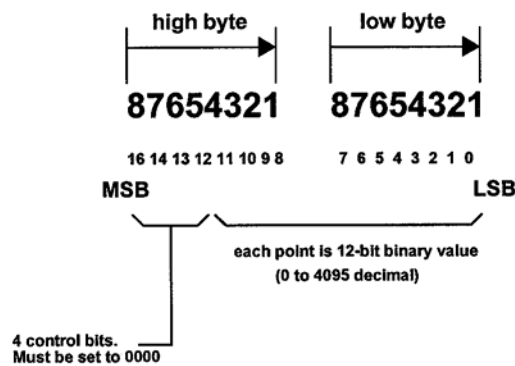 high byte low byte
87654321 87654321
16 14 13 12 11 10 9 8 7 6 5 4 3 2 1 0
MSB LSB
each point is 12-bit binary value
(0 to 4095 decimal)
4 control bits.
Must be set to 0000